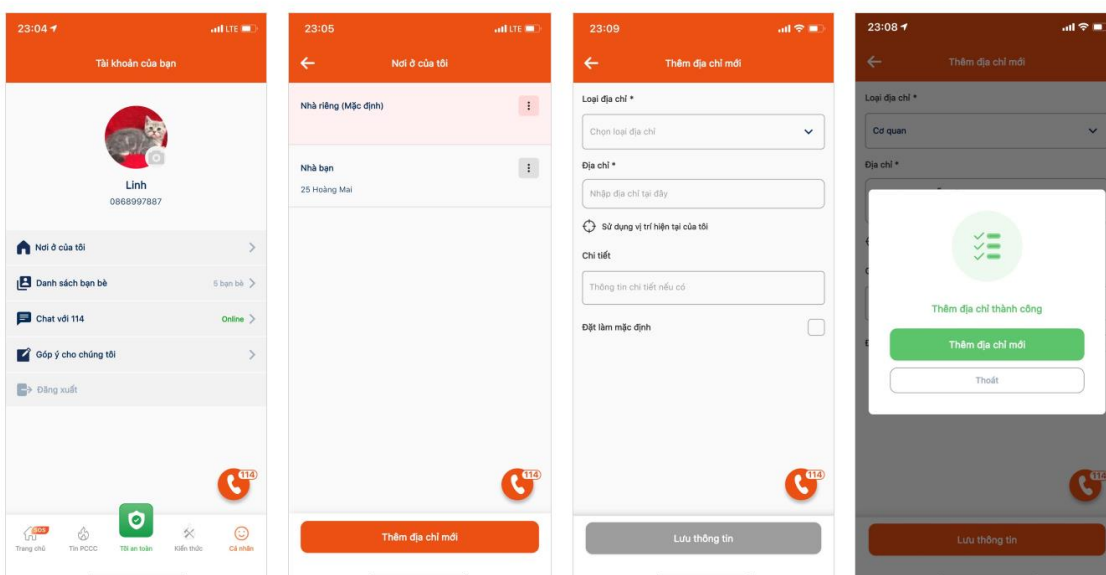 23:04
LTE
Tài khoản của bạn
Linh
0868997887
Nơi ở của tôi
Danh sách bạn bè
5 bạn bè
Chat với 114
Online
Góp ý cho chúng tôi
Đăng xuất
114
SOS
Trang chủ
Tin PCCC
Tôi an toàn
Kiến thức
Cá nhân
23:05
LTE
Nơi ở của tôi
Nhà riêng (Mặc định)
Nhà bạn
25 Hoàng Mai
114
Thêm địa chỉ mới
23:09
Thêm địa chỉ mới
Loại địa chỉ *
Chọn loại địa chỉ
Địa chỉ *
Nhập địa chỉ tại đây
Sử dụng vị trí hiện tại của tôi
Chi tiết
Thông tin chi tiết nếu có
Đặt làm mặc định
114
Lưu thông tin
23:08
Thêm địa chỉ mới
Loại địa chỉ *
Cơ quan
Địa chỉ *
Thêm địa chỉ thành công
Thêm địa chỉ mới
Thoát
Lưu thông tin